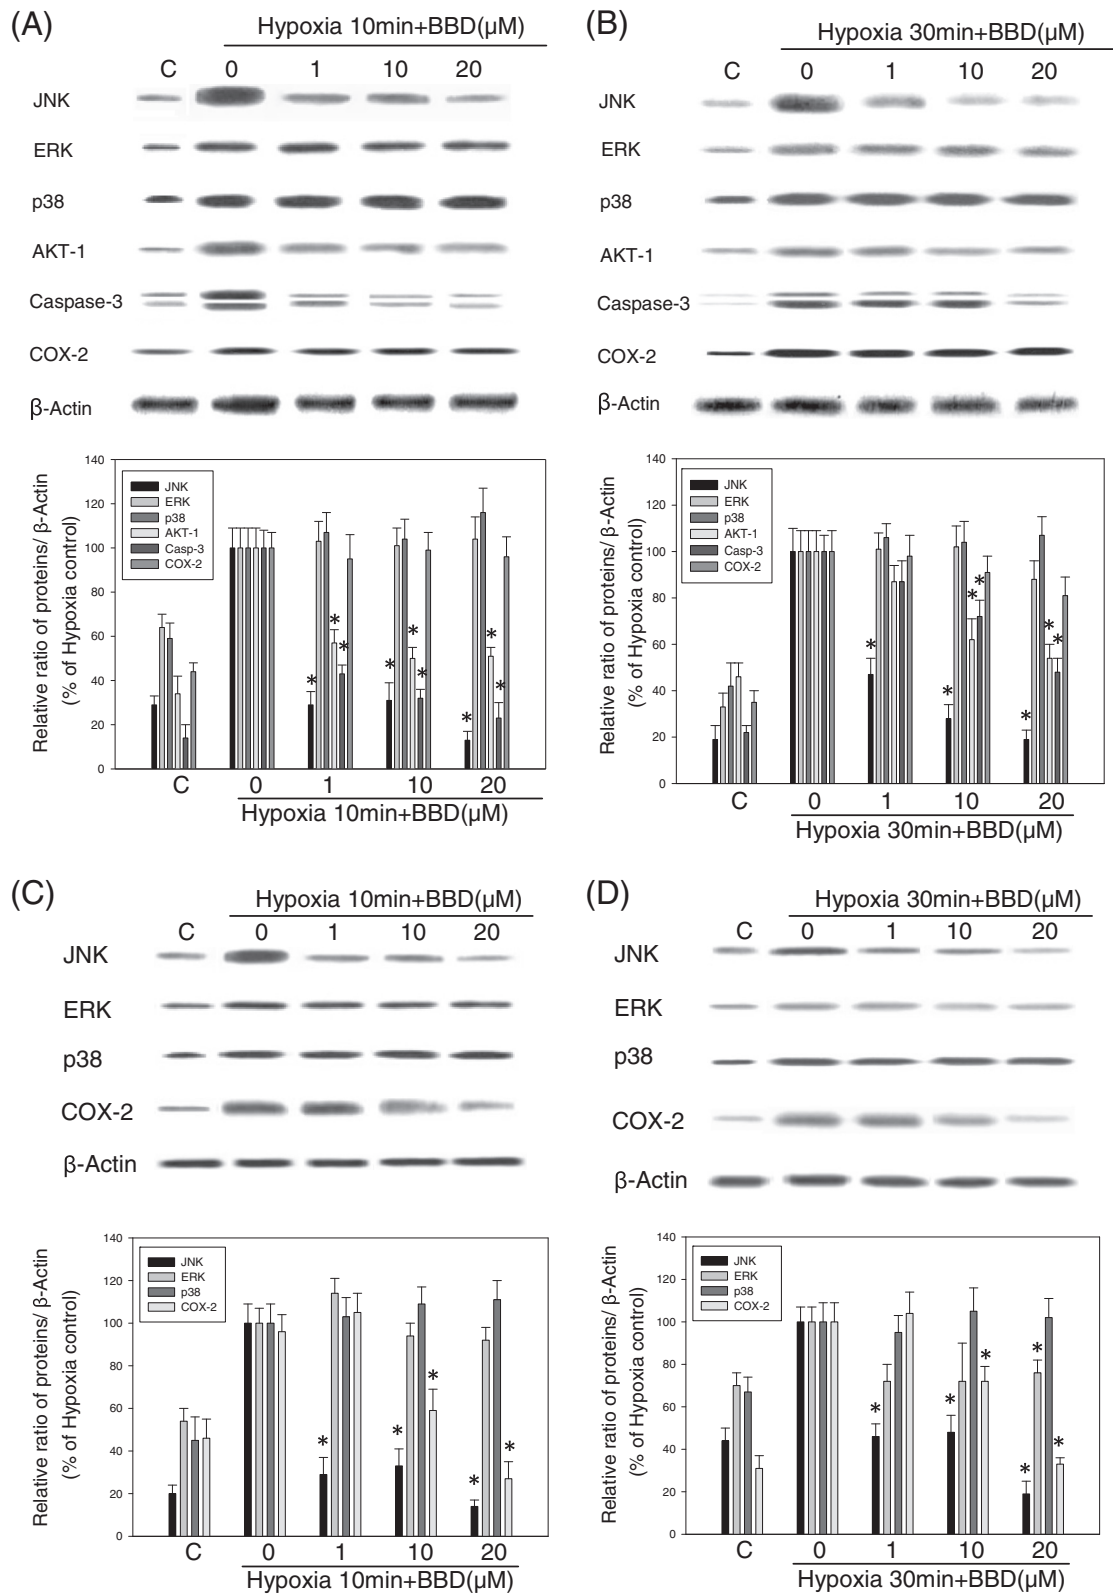 (A)
Hypoxia 10min+BBD(µM)
C 0 1 10 20
JNK
ERK
p38
AKT-1
Caspase-3
COX-2
β-Actin
Relative ratio of proteins/ β-Actin
(% of Hypoxia control)
140
120
100
80
60
40
20
0
JNK
ERK
p38
AKT-1
Casp-3
COX-2
* * *
* * *
* * *
C 0 1 10 20
Hypoxia 10min+BBD(µM)
(B)
Hypoxia 30min+BBD(µM)
C 0 1 10 20
JNK
ERK
p38
AKT-1
Caspase-3
COX-2
β-Actin
Relative ratio of proteins/ β-Actin
(% of Hypoxia control)
140
120
100
80
60
40
20
0
JNK
ERK
p38
AKT-1
Casp-3
COX-2
*
* * *
* * *
C 0 1 10 20
Hypoxia 30min+BBD(µM)
(C)
Hypoxia 10min+BBD(µM)
C 0 1 10 20
JNK
ERK
p38
COX-2
β-Actin
Relative ratio of proteins/ β-Actin
(% of Hypoxia control)
140
120
100
80
60
40
20
0
JNK
ERK
p38
COX-2
*
* *
* *
C 0 1 10 20
Hypoxia 10min+BBD(µM)
(D)
Hypoxia 30min+BBD(µM)
C 0 1 10 20
JNK
ERK
p38
COX-2
β-Actin
Relative ratio of proteins/ β-Actin
(% of Hypoxia control)
140
120
100
80
60
40
20
0
JNK
ERK
p38
COX-2
*
* *
* * *
C 0 1 10 20
Hypoxia 30min+BBD(µM)